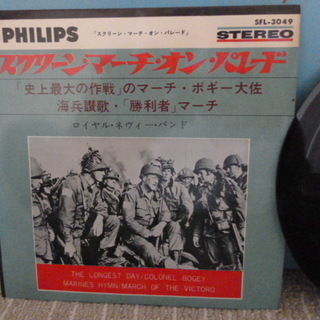 SFL-3049
PHILIPS 「スクリーン・マーチ・オン・パレード」 STEREO
スクリーン・マーチ・オン・パレード
「史上最大の作戦」のマーチ・ボギー大佐
海兵讃歌・「勝利者」マーチ
ロイヤル・ネヴィー・バンド
THE LONGEST DAY/COLONEL BOGEY
MARINES HYMN/MARCH OF THE VICTORD